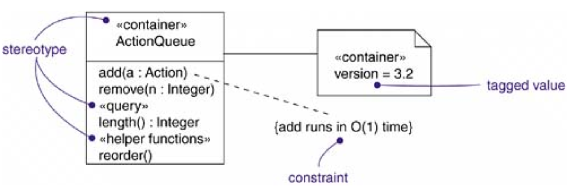 «container»
ActionQueue
stereotype
add(a : Action)
remove(n : Integer)
«query»
length() : Integer
«helper functions»
reorder()
«container»
version = 3.2
tagged value
{add runs in O(1) time}
constraint